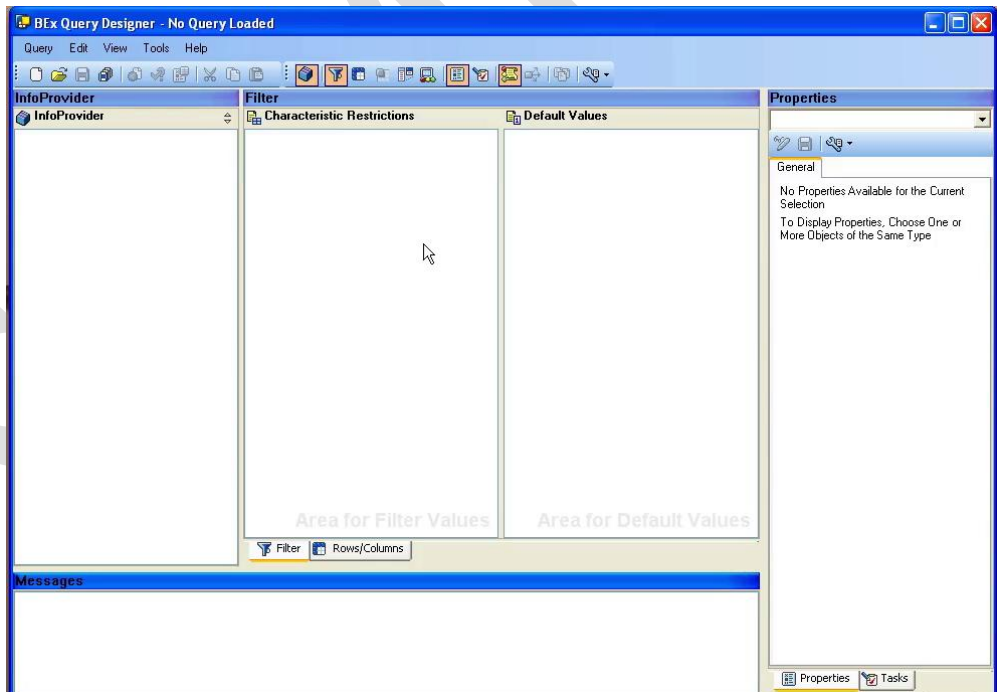 BEx Query Designer - No Query Loaded
Query Edit View Tools Help
InfoProvider
InfoProvider
Filter
Characteristic Restrictions
Default Values
Area for Filter Values
Area for Default Values
Filter Rows/Columns
Messages
Properties
General
No Properties Available for the Current
Selection
To Display Properties, Choose One or
More Objects of the Same Type
Properties Tasks